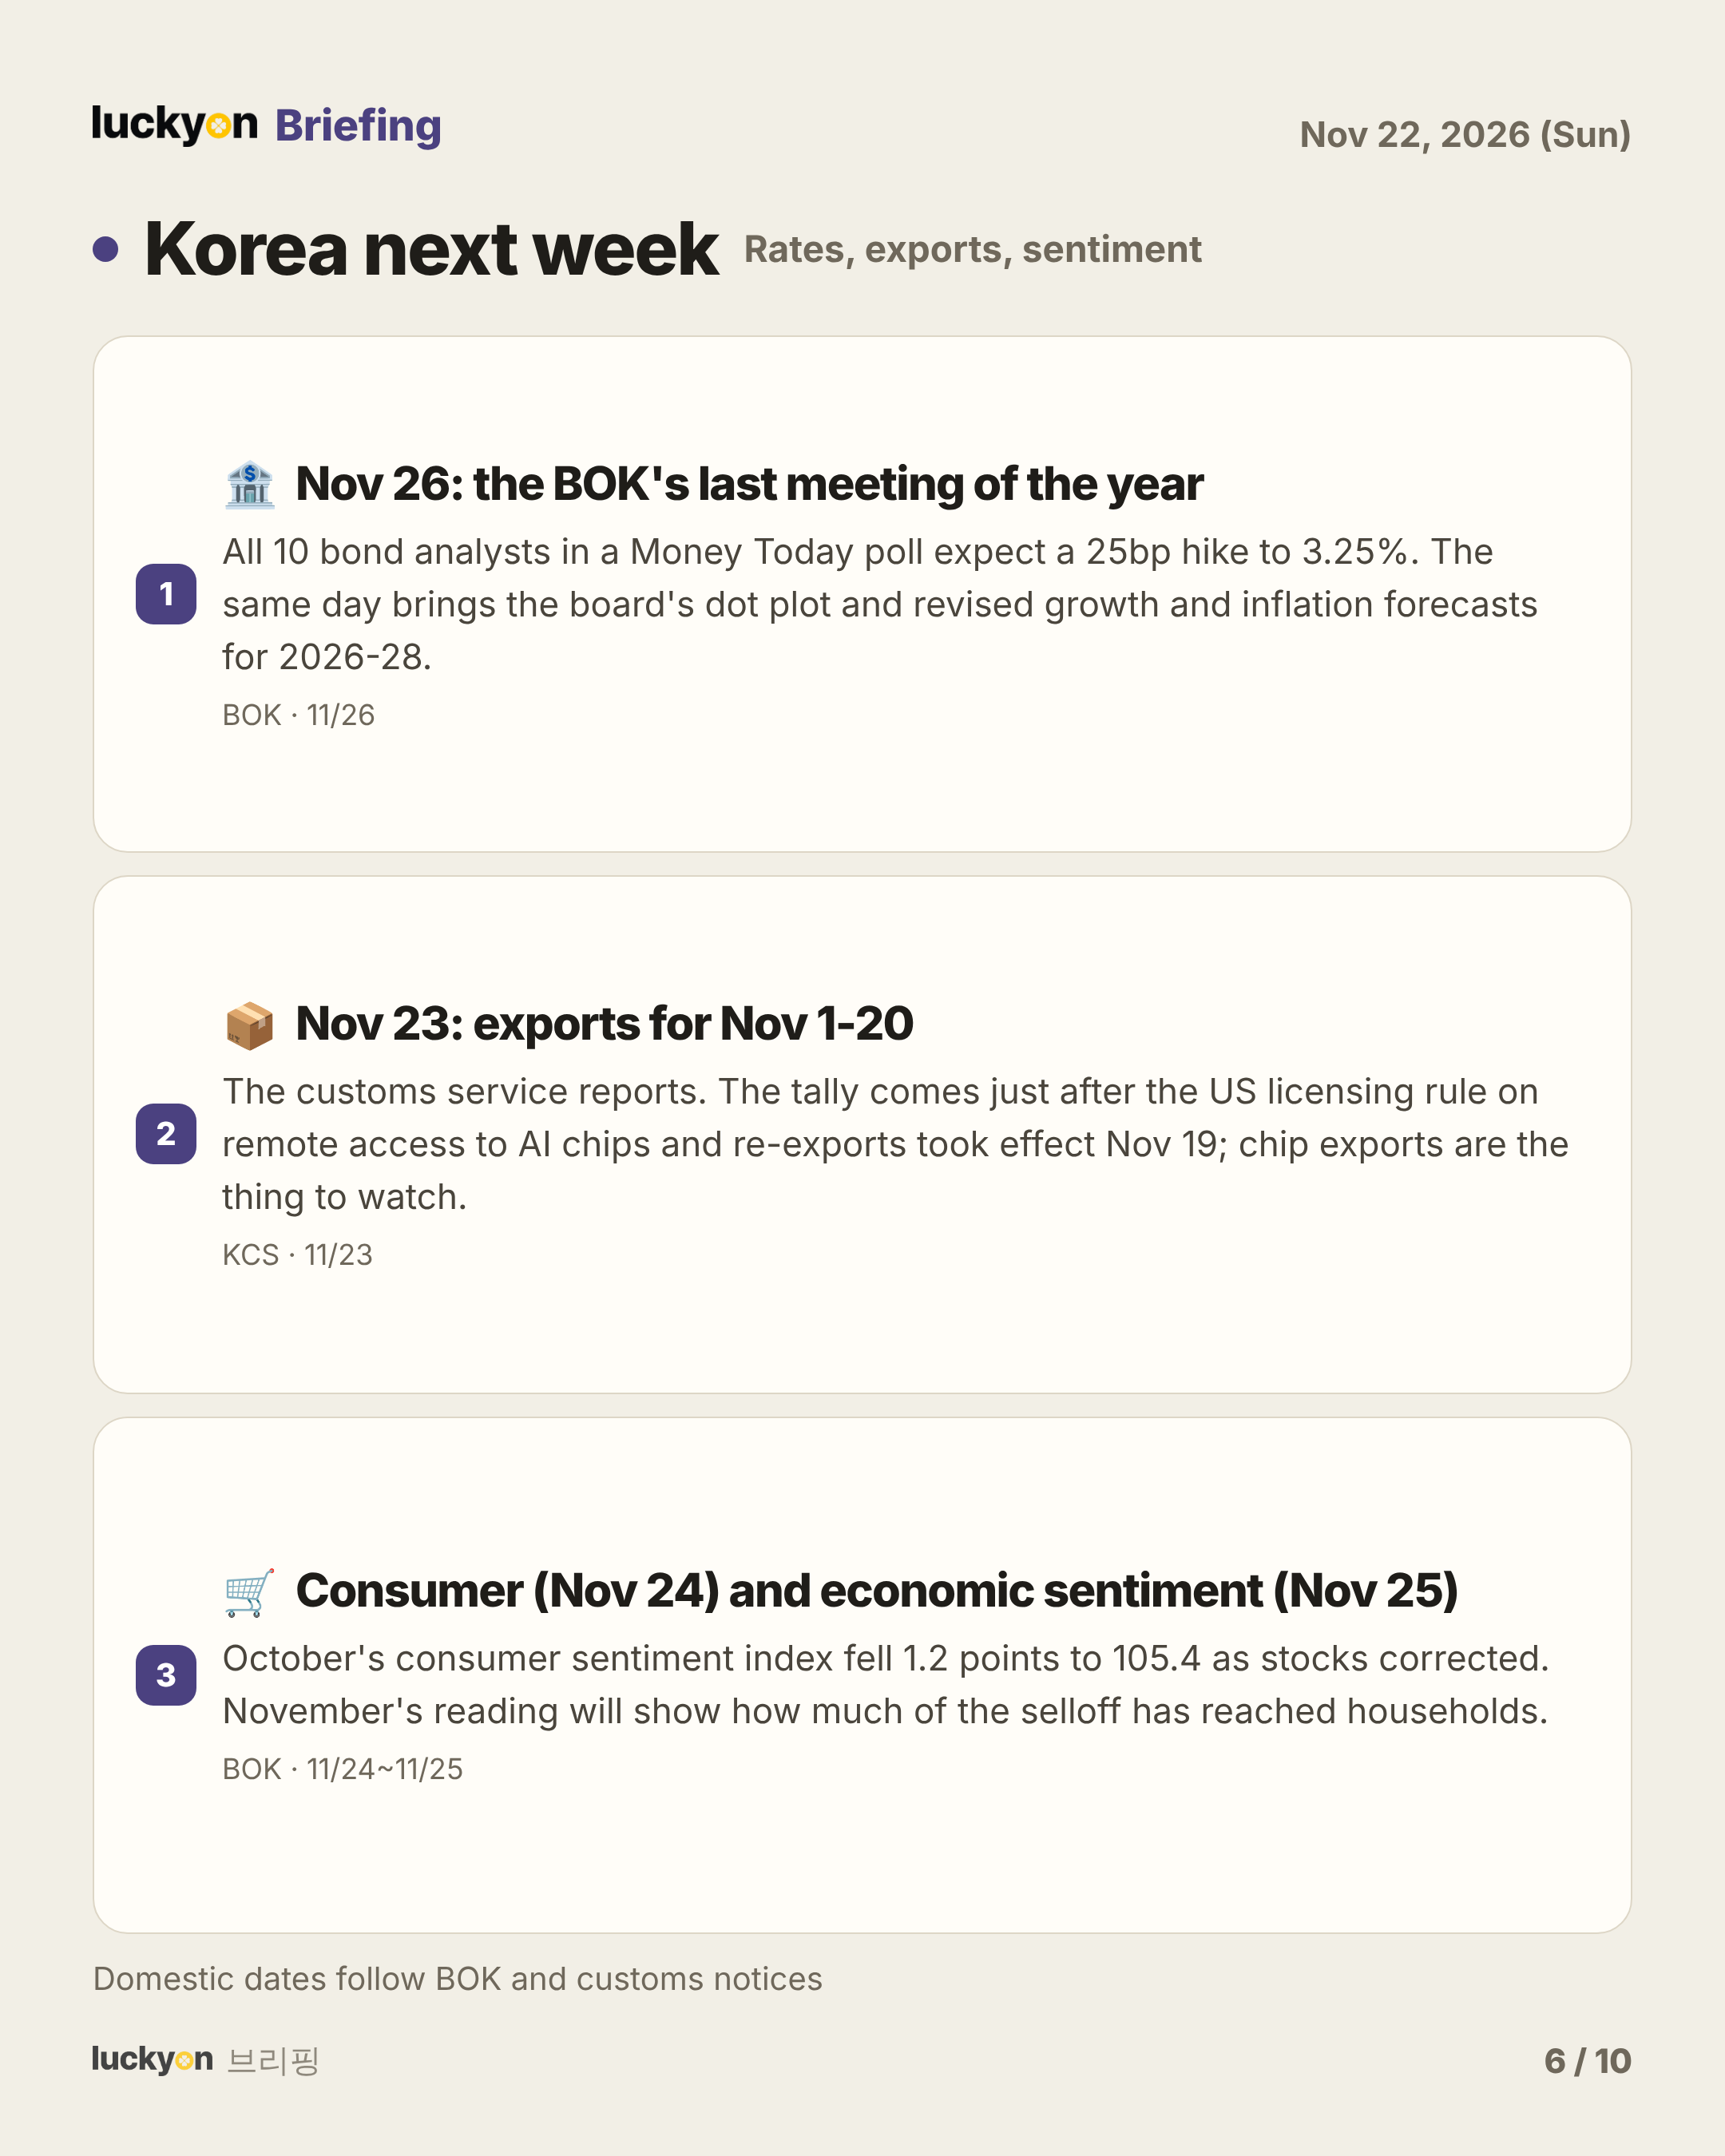 luckyon Briefing
Nov 22, 2026 (Sun)
Korea next week Rates, exports, sentiment
Nov 26: the BOK's last meeting of the year
1
All 10 bond analysts in a Money Today poll expect a 25bp hike to 3.25%. The
same day brings the board's dot plot and revised growth and inflation forecasts
for 2026-28.
BOK · 11/26
Nov 23: exports for Nov 1-20
2
The customs service reports. The tally comes just after the US licensing rule on
remote access to AI chips and re-exports took effect Nov 19; chip exports are the
thing to watch.
KCS · 11/23
Consumer (Nov 24) and economic sentiment (Nov 25)
3
October's consumer sentiment index fell 1.2 points to 105.4 as stocks corrected.
November's reading will show how much of the selloff has reached households.
BOK · 11/24~11/25
Domestic dates follow BOK and customs notices
luckyon 브리핑
6 / 10